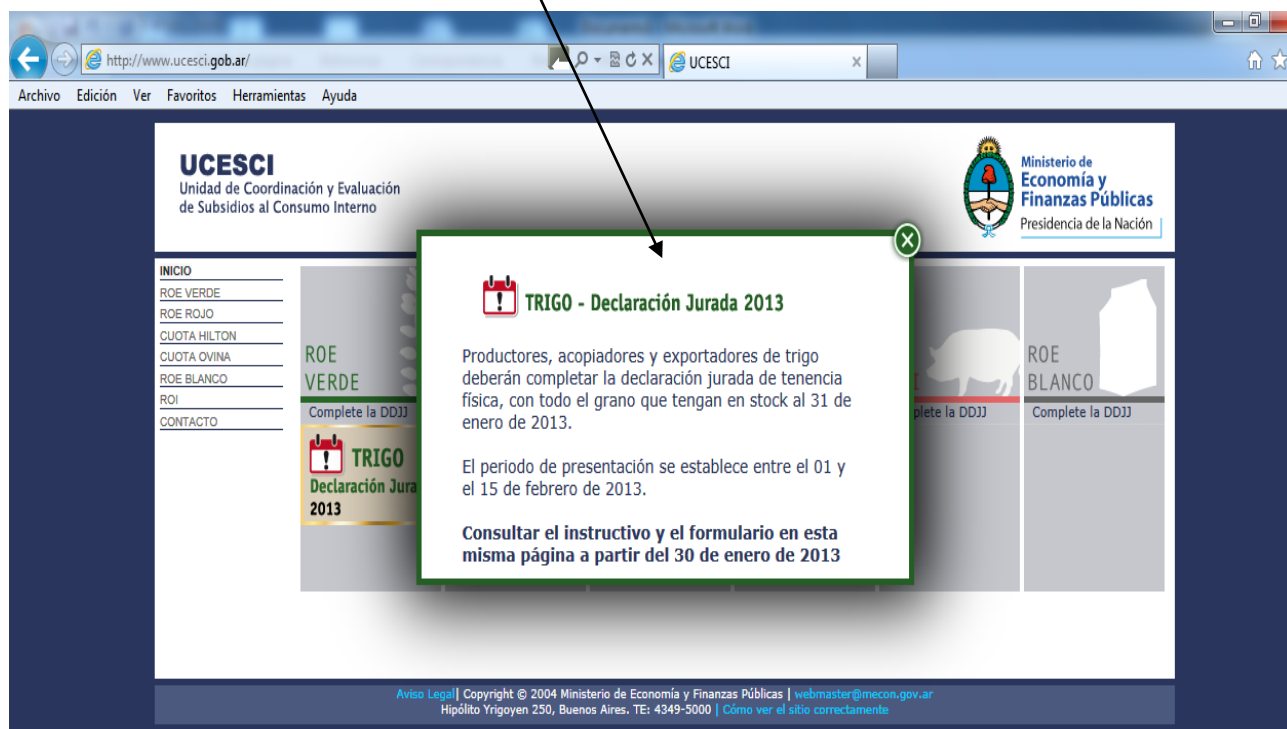 http://www.ucesci.gob.ar/
UCESCI
Archivo Edición Ver Favoritos Herramientas Ayuda
UCESCI
Unidad de Coordinación y Evaluación
de Subsidios al Consumo Interno
Ministerio de
Economía y
Finanzas Públicas
Presidencia de la Nación
INICIO
ROE VERDE
ROE ROJO
CUOTA HILTON
CUOTA OVINA
ROE BLANCO
ROI
CONTACTO
ROE
VERDE
Complete la DDJJ
TRIGO
Declaración Jura
2013
TRIGO - Declaración Jurada 2013
Productores, acopiadores y exportadores de trigo
deberán completar la declaración jurada de tenencia
física, con todo el grano que tengan en stock al 31 de
enero de 2013.
El periodo de presentación se establece entre el 01 y
el 15 de febrero de 2013.
Consultar el instructivo y el formulario en esta
misma página a partir del 30 de enero de 2013
plete la DDJJ
ROE
BLANCO
Complete la DDJJ
Aviso Legal| Copyright © 2004 Ministerio de Economía y Finanzas Públicas | webmaster@mecon.gov.ar
Hipólito Yrigoyen 250, Buenos Aires. TE: 4349-5000 | Cómo ver el sitio correctamente